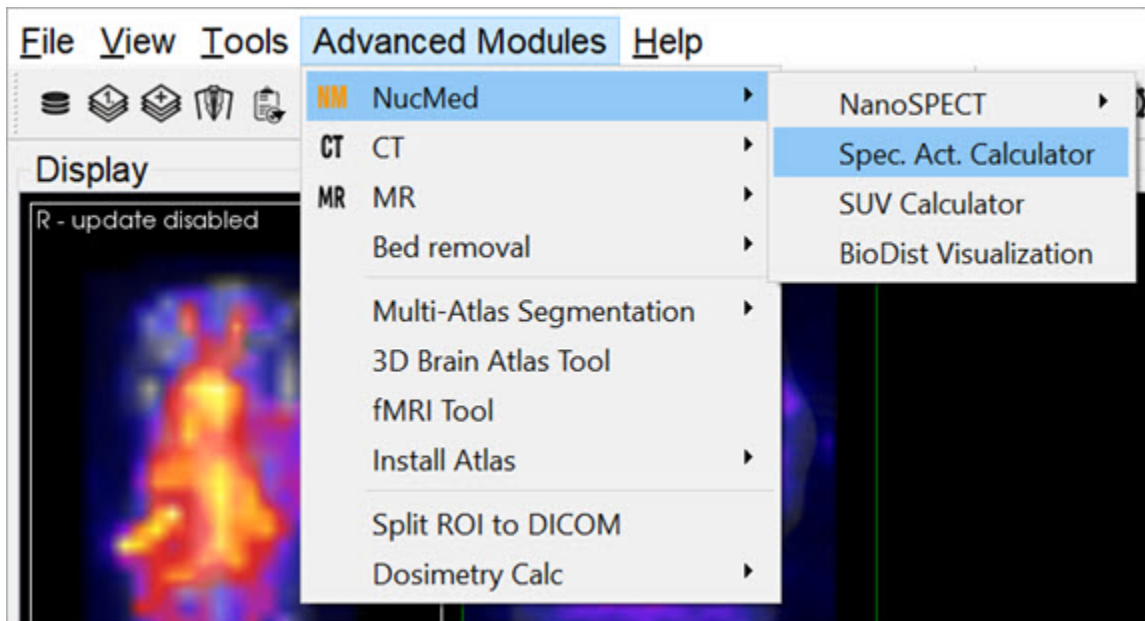 File View Tools Advanced Modules Help
1 +
Display
R - update disabled
NM NucMed
CT CT
MR MR
Bed removal
Multi-Atlas Segmentation
3D Brain Atlas Tool
fMRI Tool
Install Atlas
Split ROI to DICOM
Dosimetry Calc
NanoSPECT
Spec. Act. Calculator
SUV Calculator
BioDist Visualization